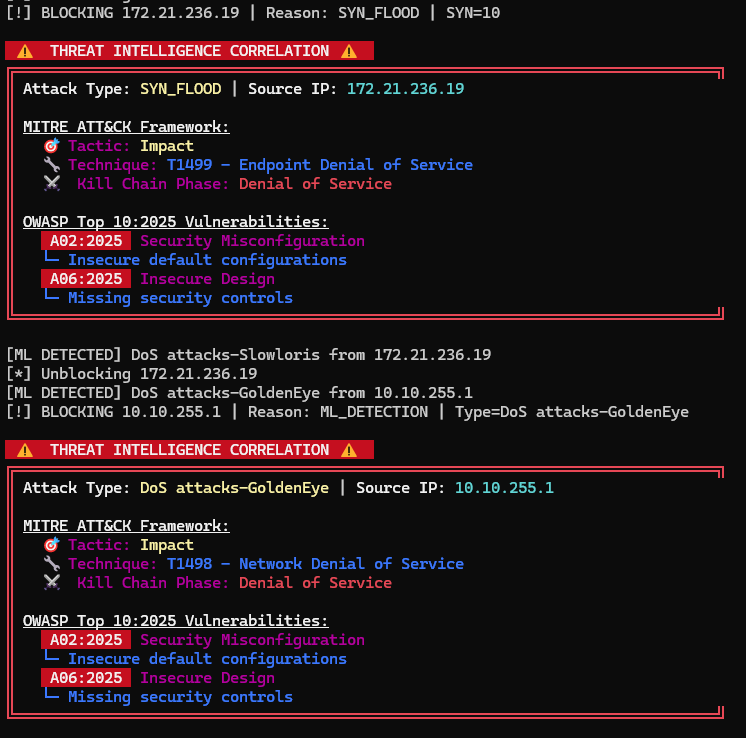 [!] BLOCKING 172.21.236.19 | Reason: SYN_FLOOD | SYN=10
⚠ THREAT INTELLIGENCE CORRELATION ⚠
Attack Type: SYN_FLOOD | Source IP: 172.21.236.19
MITRE ATT&CK Framework:
🎯 Tactic: Impact
🔧 Technique: T1499 - Endpoint Denial of Service
⚔ Kill Chain Phase: Denial of Service
OWASP Top 10:2025 Vulnerabilities:
A02:2025 Security Misconfiguration
└─ Insecure default configurations
A06:2025 Insecure Design
└─ Missing security controls
[ML DETECTED] DoS attacks-Slowloris from 172.21.236.19
[*] Unblocking 172.21.236.19
[ML DETECTED] DoS attacks-GoldenEye from 10.10.255.1
[!] BLOCKING 10.10.255.1 | Reason: ML_DETECTION | Type=DoS attacks-GoldenEye
⚠ THREAT INTELLIGENCE CORRELATION ⚠
Attack Type: DoS attacks-GoldenEye | Source IP: 10.10.255.1
MITRE ATT&CK Framework:
🎯 Tactic: Impact
🔧 Technique: T1498 - Network Denial of Service
⚔ Kill Chain Phase: Denial of Service
OWASP Top 10:2025 Vulnerabilities:
A02:2025 Security Misconfiguration
└─ Insecure default configurations
A06:2025 Insecure Design
└─ Missing security controls